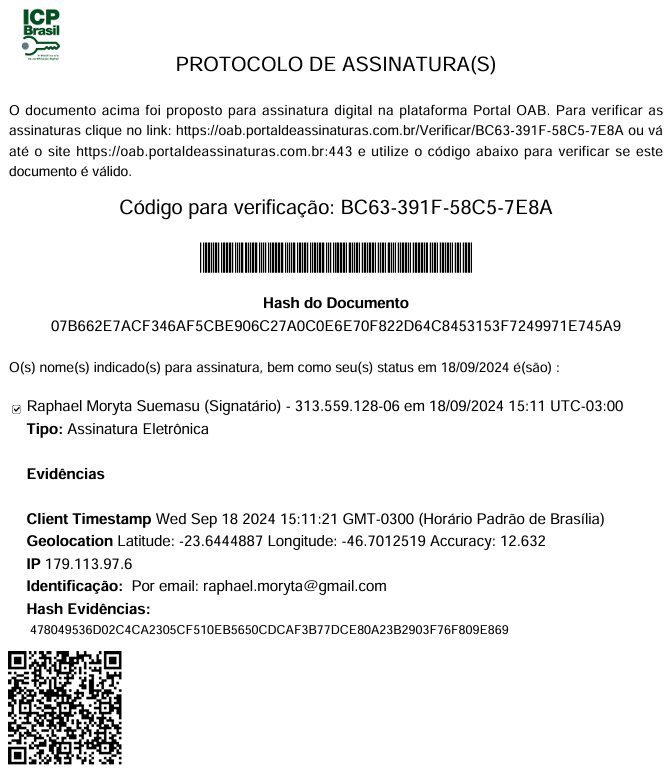 ICP
Brasil
PROTOCOLO DE ASSINATURA(S)
O documento acima foi proposto para assinatura digital na plataforma Portal OAB. Para verificar as
assinaturas clique no link: https://oab.portaldeassinaturas.com.br/Verificar/BC63-391F-58C5-7E8A ou vá
até o site https://oab.portaldeassinaturas.com.br:443 e utilize o código abaixo para verificar se este
documento é válido.
Código para verificação: BC63-391F-58C5-7E8A
Hash do Documento
07B662E7ACF346AF5CBE906C27A0C0E6E70F822D64C8453153F7249971E745A9
O(s) nome(s) indicado(s) para assinatura, bem como seu(s) status em 18/09/2024 é(são) :
Raphael Moryta Suemasu (Signatário) - 313.559.128-06 em 18/09/2024 15:11 UTC-03:00
Tipo: Assinatura Eletrônica
Evidências
Client Timestamp Wed Sep 18 2024 15:11:21 GMT-0300 (Horário Padrão de Brasília)
Geolocation Latitude: -23.6444887 Longitude: -46.7012519 Accuracy: 12.632
IP 179.113.97.6
Identificação: Por email: raphael.moryta@gmail.com
Hash Evidências:
478049536D02C4CA2305CF510EB5650CDCAF3B77DCE80A23B2903F76F809E869